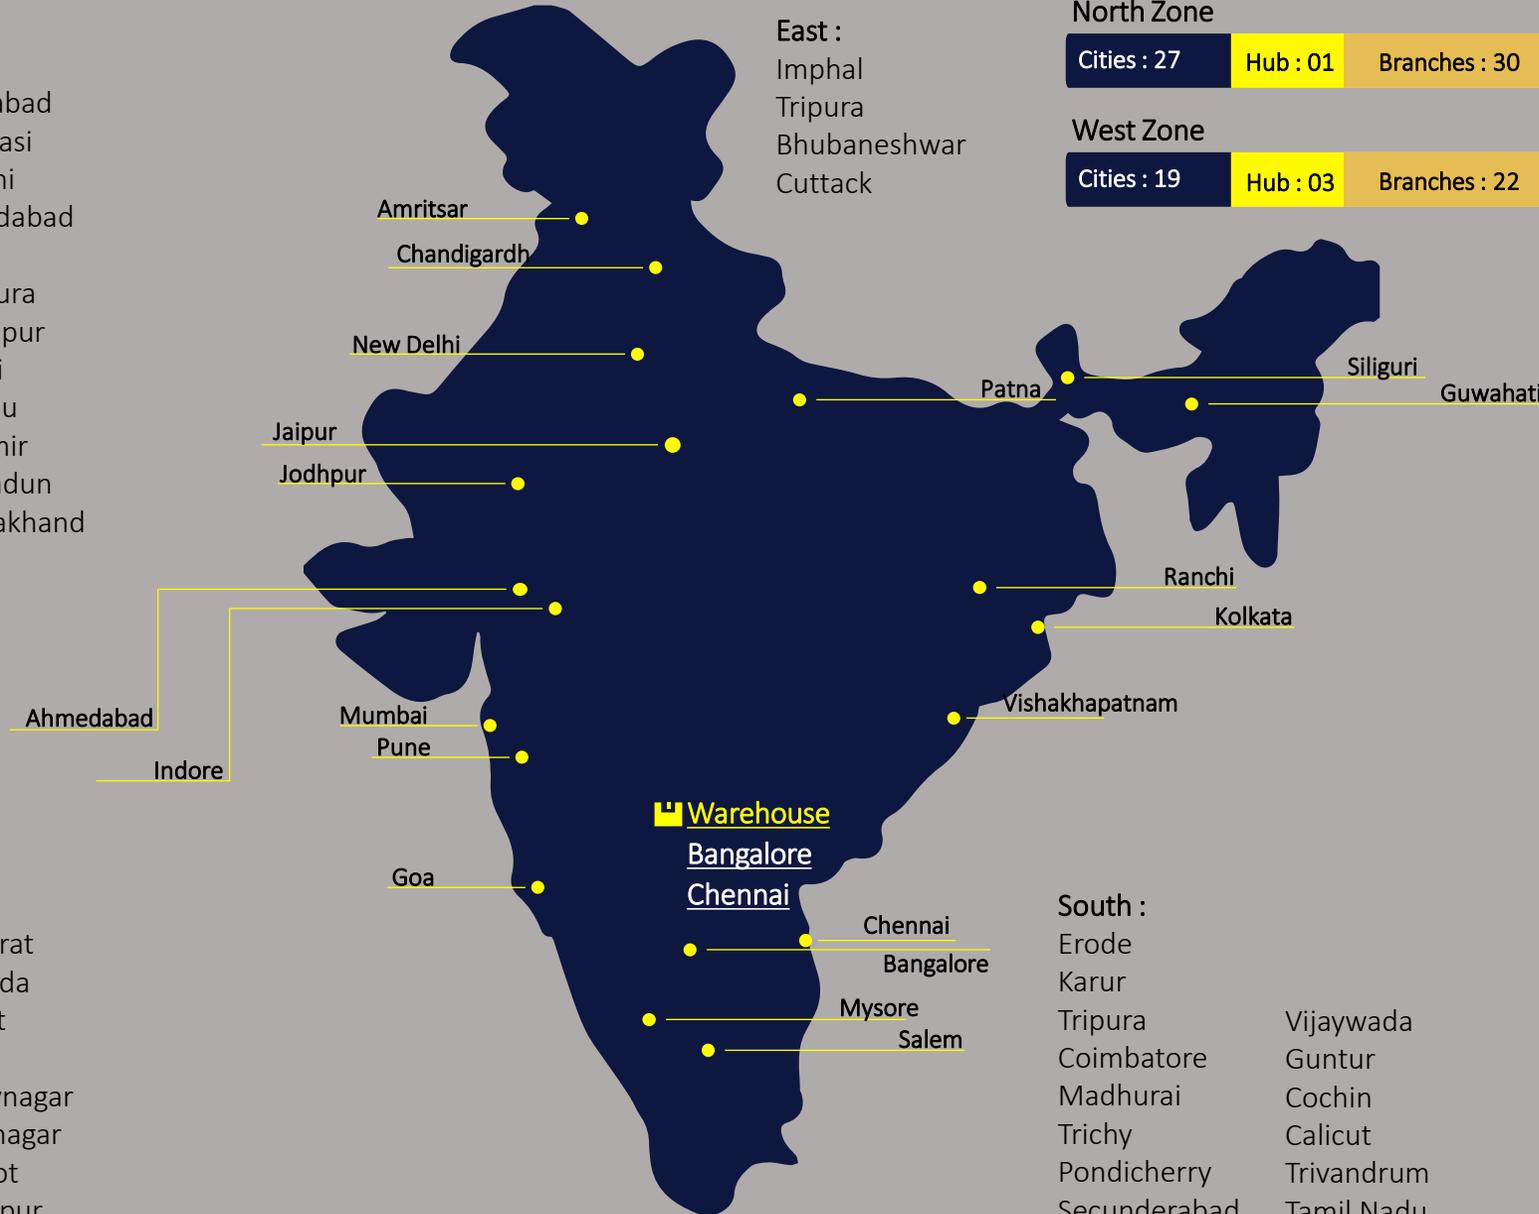 North Zone
Cities : 27
Hub : 01
Branches : 30
West Zone
Cities : 19
Hub : 03
Branches : 22
East :
Imphal
Tripura
Bhubaneshwar
Cuttack
Amritsar
Chandigardh
New Delhi
Jaipur
Jodhpur
Patna
Siliguri
Guwahati
Ranchi
Kolkata
Vishakhapatnam
Ahmedabad
Indore
Mumbai
Pune
Goa
Warehouse
Bangalore
Chennai
Chennai
Bangalore
Mysore
Salem
South :
Erode
Karur
Tripura
Coimbatore
Madhurai
Trichy
Pondicherry
Secunderabad
Vijaywada
Guntur
Cochin
Calicut
Trivandrum
Tamil Nadu